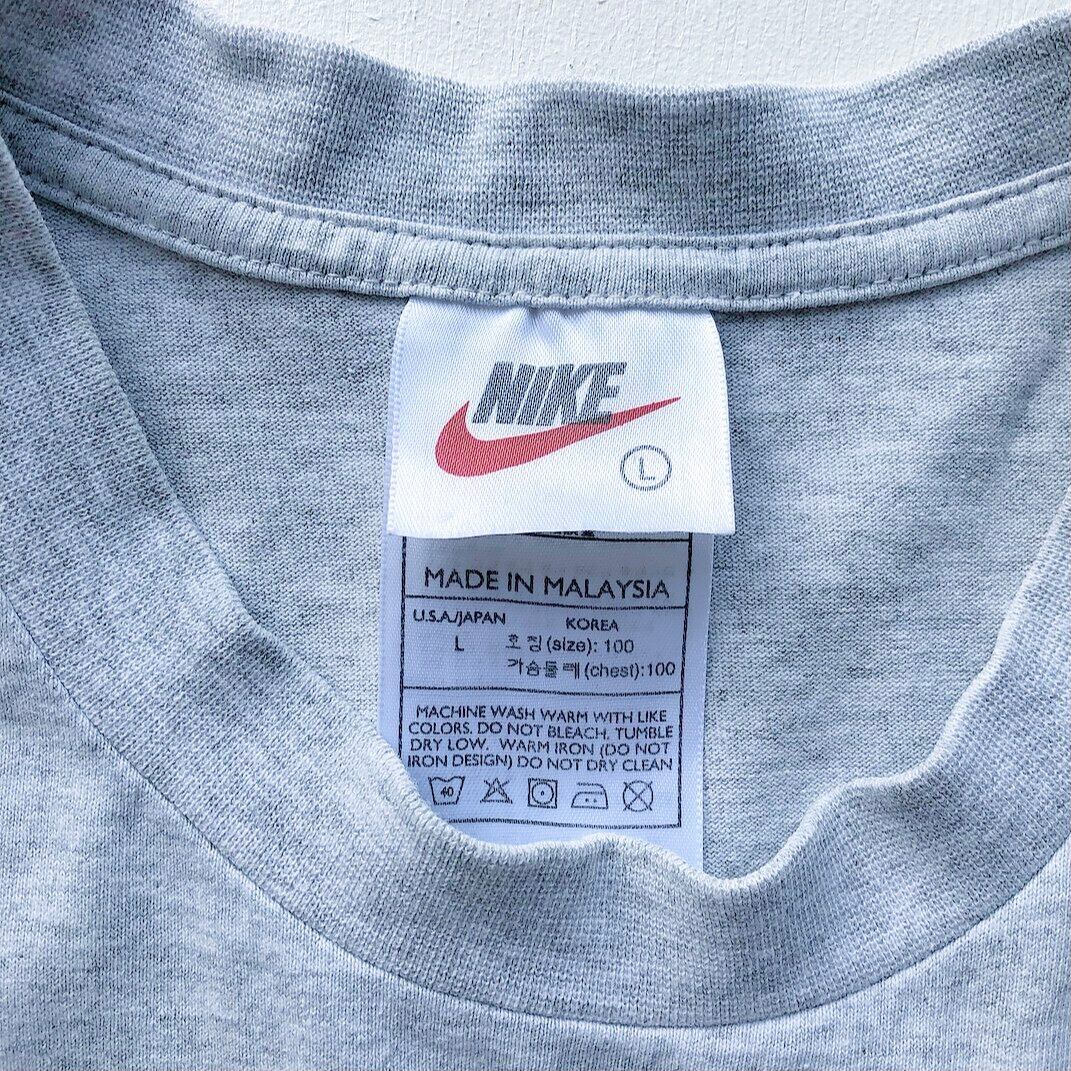 NIKE
L
MADE IN MALAYSIA
U.S.A./JAPAN KOREA
L 호 칭 (size): 100
가슴둘레 (chest):100
MACHINE WASH WARM WITH LIKE
COLORS. DO NOT BLEACH. TUMBLE
DRY LOW. WARM IRON (DO NOT
IRON DESIGN) DO NOT DRY CLEAN
40